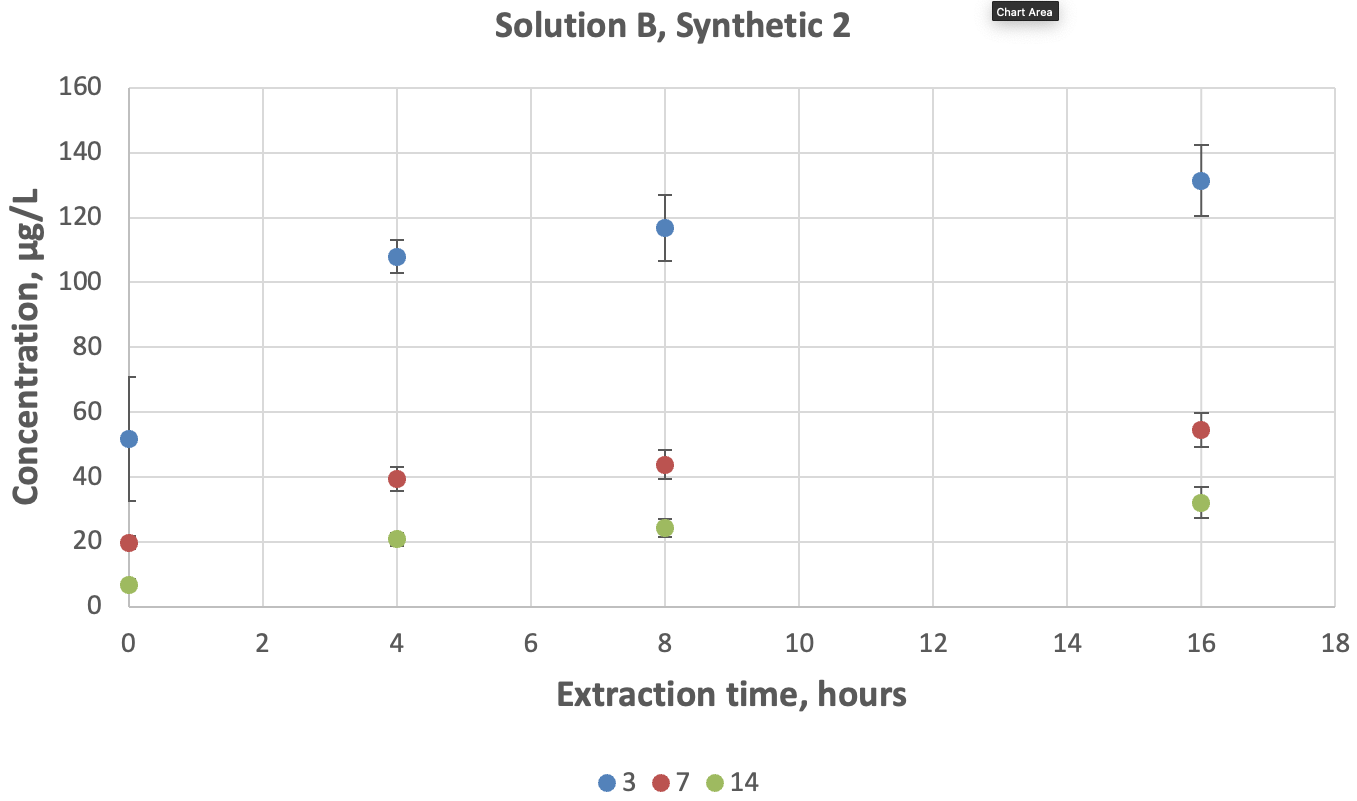 Chart Area
Solution B, Synthetic 2
160
140
120
100
80
60
40
20
0
Concentration, µg/L
0 2 4 6 8 10 12 14 16 18
Extraction time, hours
3 7 14